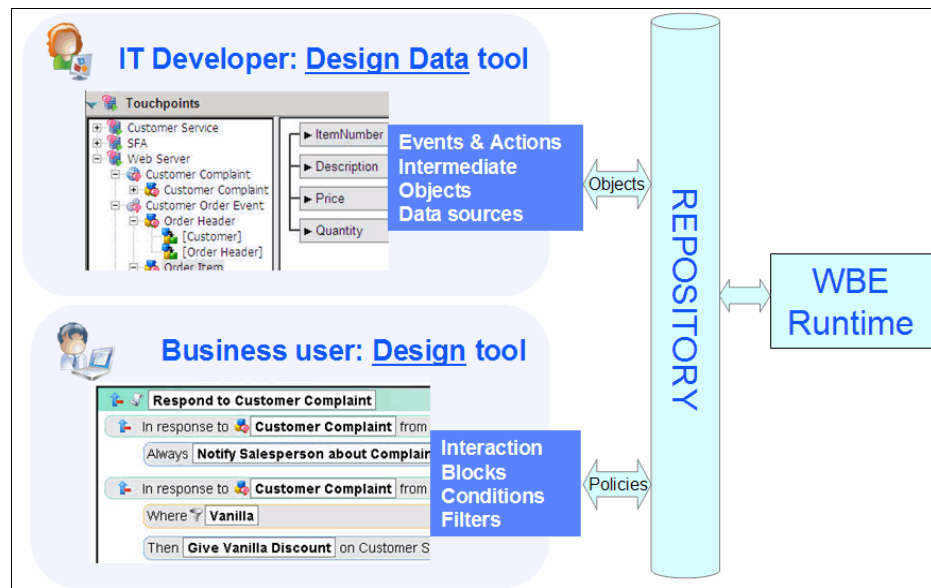 IT Developer: Design Data tool
Touchpoints
Customer Service
SFA
Web Server
Customer Complaint
Customer Complaint
Customer Order Event
Order Header
[Customer]
[Order Header]
Order Item
ItemNumber
Description
Price
Quantity
Events & Actions
Intermediate
Objects
Data sources
Objects
REPOSITORY
WBE
Runtime
Business user: Design tool
Respond to Customer Complaint
In response to Customer Complaint from
Always Notify Salesperson about Complain
In response to Customer Complaint from
Where Vanilla
Then Give Vanilla Discount on Customer S
Interaction
Blocks
Conditions
Filters
Policies